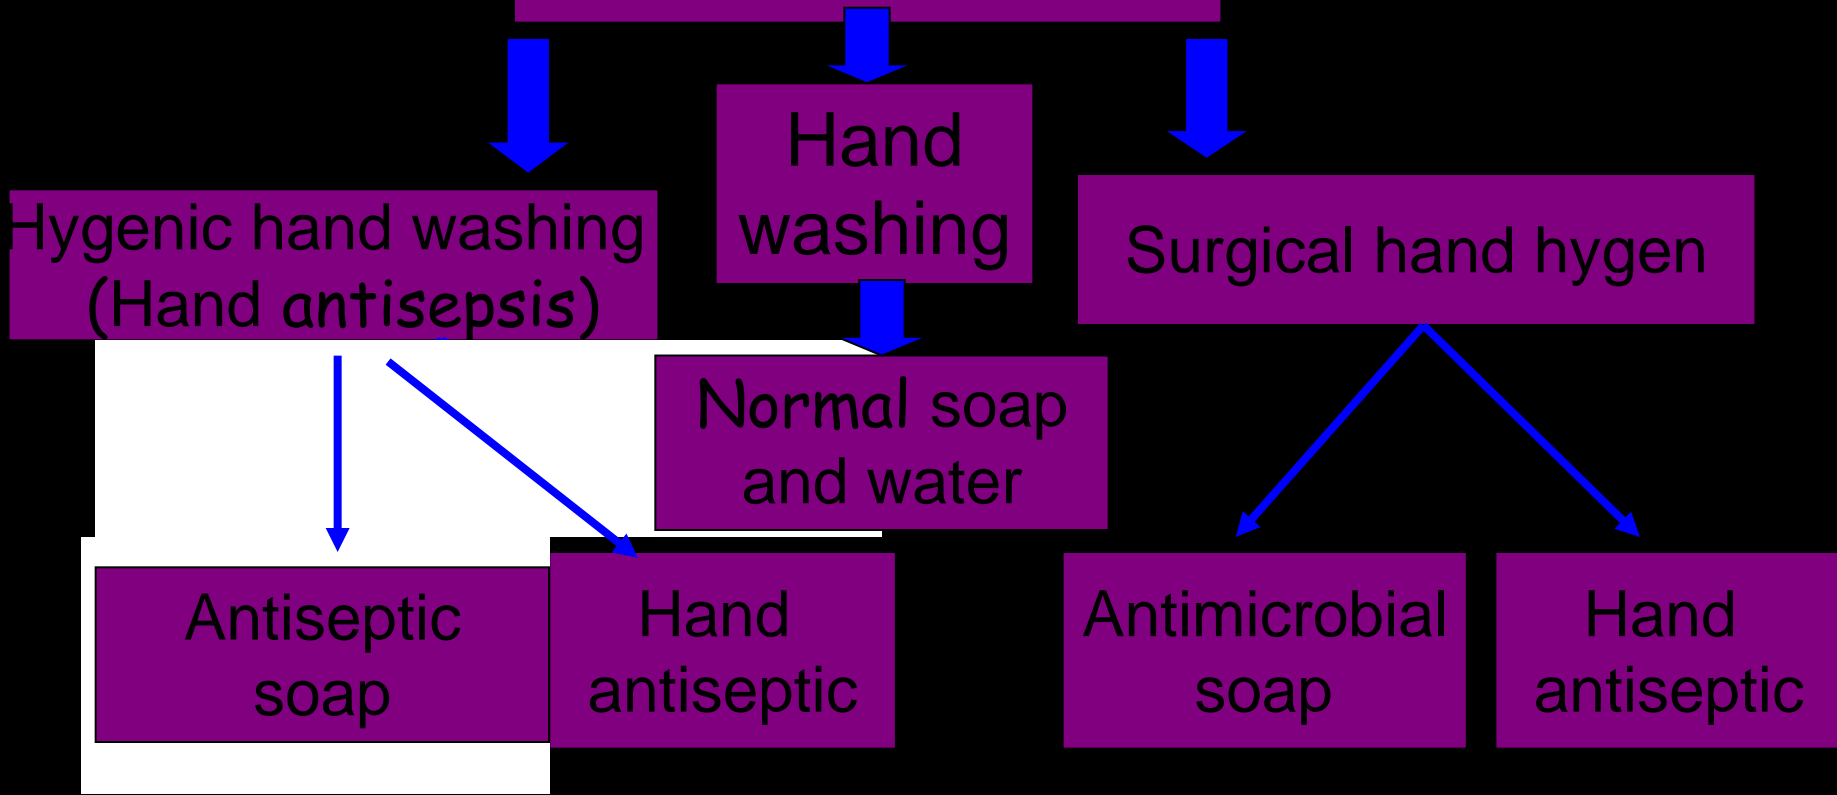 Hand
washing
Hygenic hand washing
(Hand antisepsis)
Surgical hand hygen
Normal soap
and water
Antiseptic
soap
Hand
antiseptic
Antimicrobial
soap
Hand
antiseptic